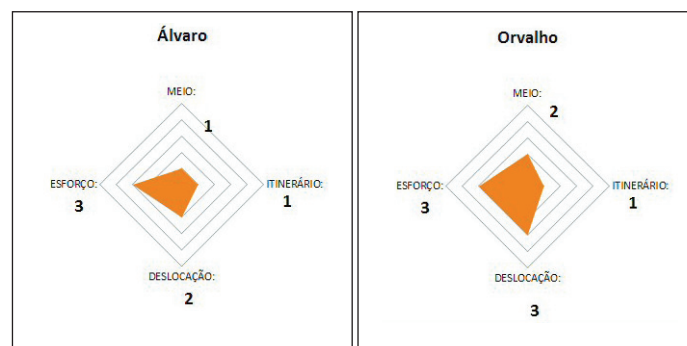 Álvaro
MEIO:
1
ESFORÇO:
3
ITINERÁRIO:
1
DESLOCAÇÃO:
2
Orvalho
MEIO:
2
ESFORÇO:
3
ITINERÁRIO:
1
DESLOCAÇÃO:
3